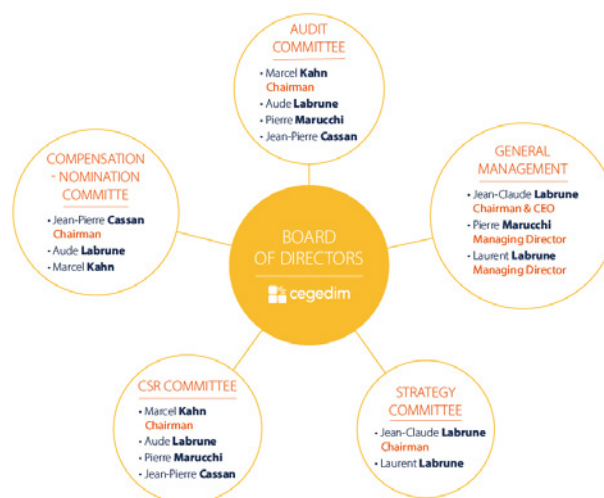 AUDIT
COMMITTEE
• Marcel Kahn
Chairman
• Aude Labrune
• Pierre Marucchi
• Jean-Pierre Cassan
COMPENSATION
- NOMINATION
COMMITTE
• Jean-Pierre Cassan
Chairman
• Aude Labrune
• Marcel Kahn
GENERAL
MANAGEMENT
• Jean-Claude Labrune
Chairman & CEO
• Pierre Marucchi
Managing Director
• Laurent Labrune
Managing Director
BOARD
OF DIRECTORS
cegedim
CSR COMMITTEE
• Marcel Kahn
Chairman
• Aude Labrune
• Pierre Marucchi
• Jean-Pierre Cassan
STRATEGY
COMMITTEE
• Jean-Claude Labrune
Chairman
• Laurent Labrune